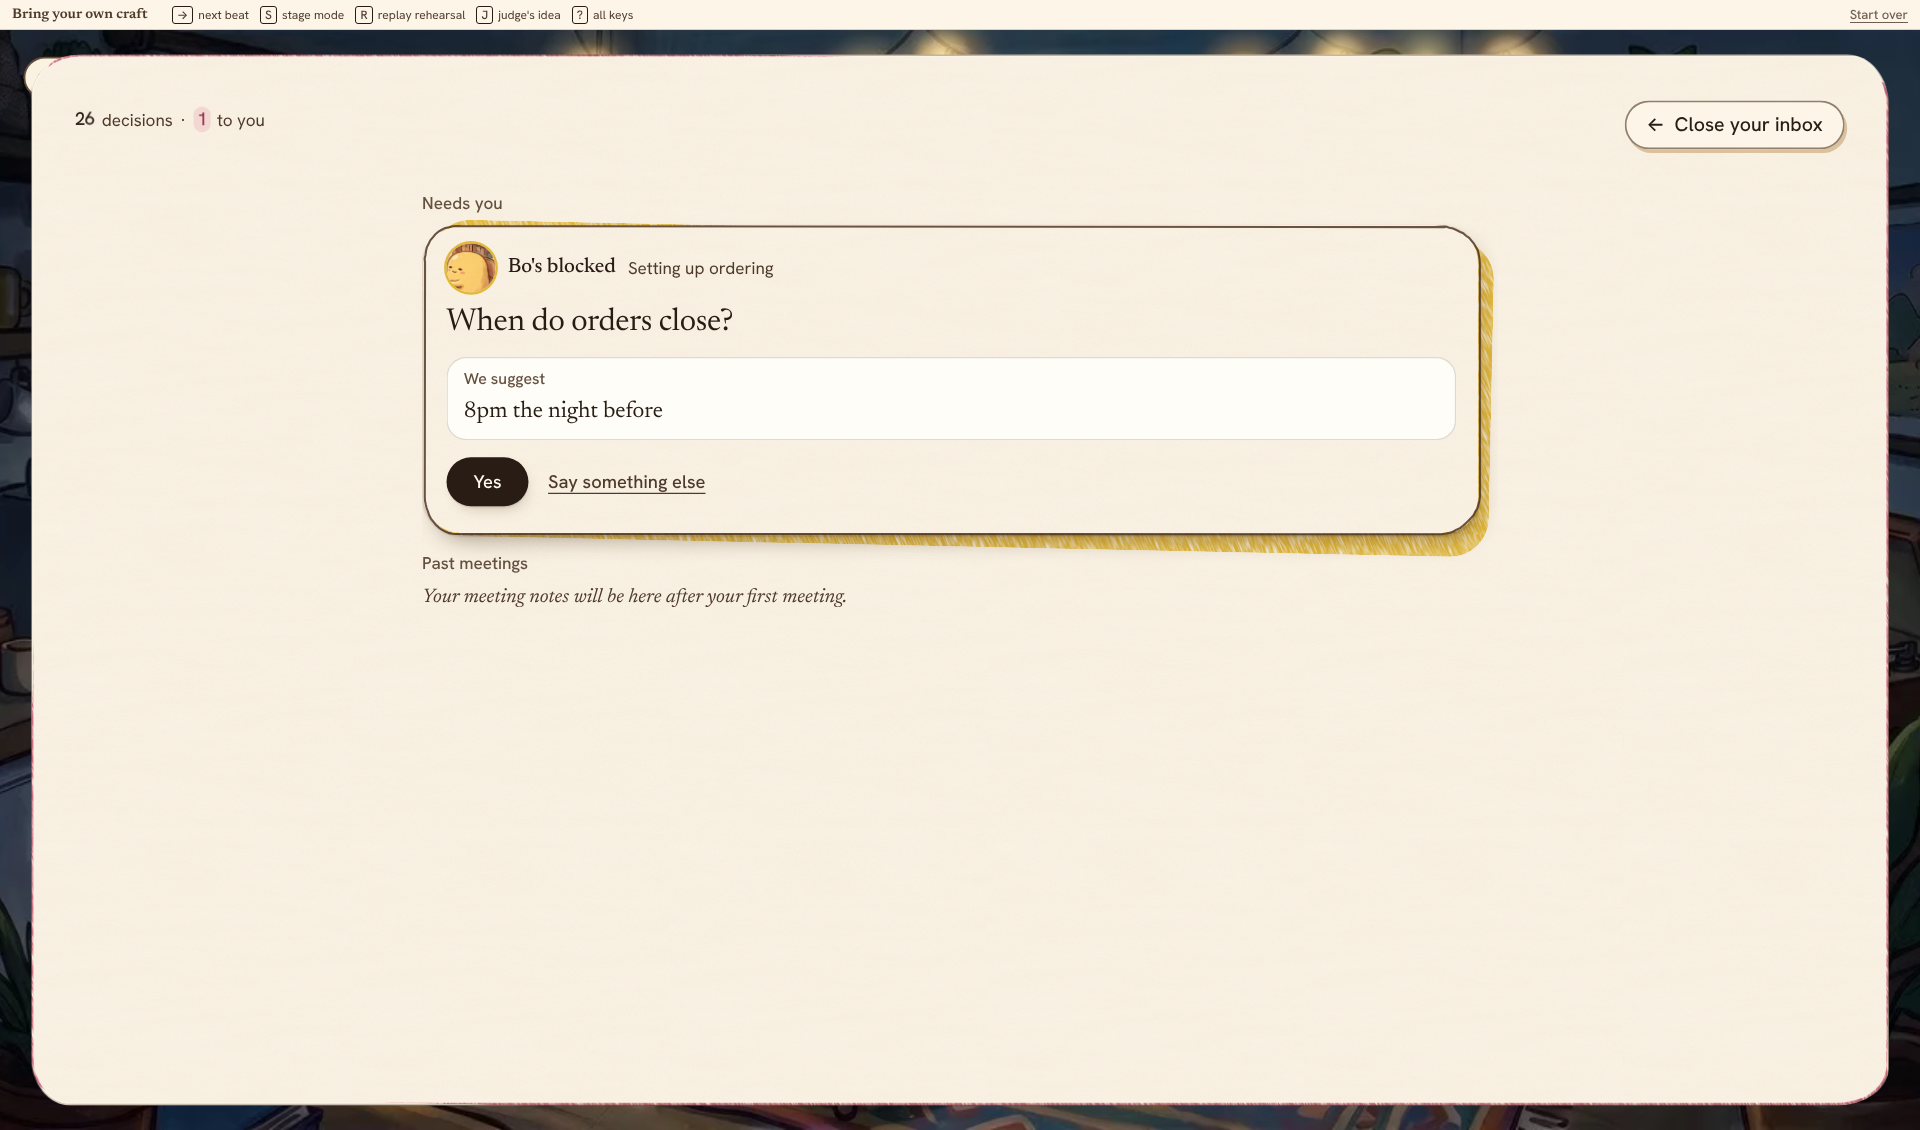 Bring your own craft → next beat S stage mode R replay rehearsal J judge's idea ? all keys Start over
26 decisions · 1 to you
← Close your inbox
Needs you
Bo's blocked Setting up ordering
When do orders close?
We suggest
8pm the night before
Yes Say something else
Past meetings
Your meeting notes will be here after your first meeting.